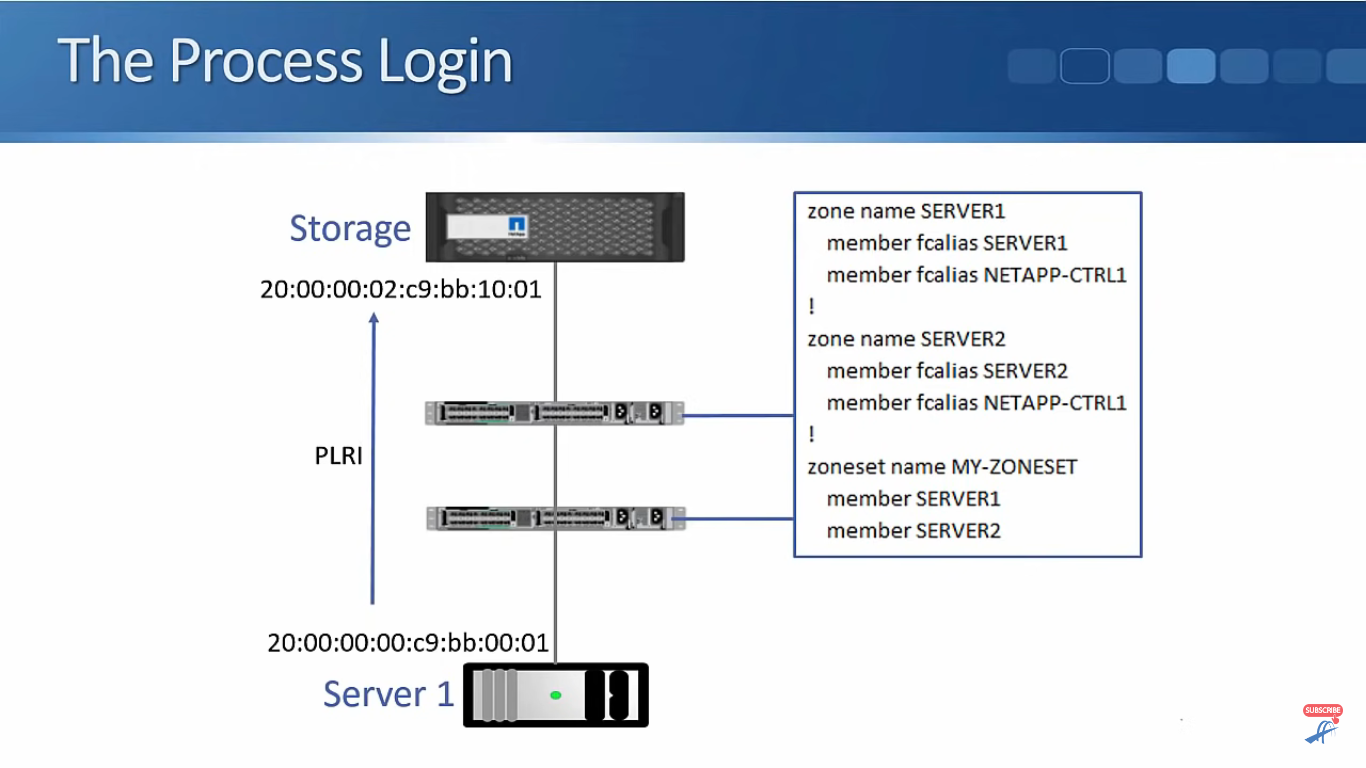 The Process Login
Storage
20:00:00:02:c9:bb:10:01
PLRI
20:00:00:00:c9:bb:00:01
Server 1
zone name SERVER1
member fcalias SERVER1
member fcalias NETAPP-CTRL1
!
zone name SERVER2
member fcalias SERVER2
member fcalias NETAPP-CTRL1
!
zoneset name MY-ZONESET
member SERVER1
member SERVER2
SUBSCRIBE